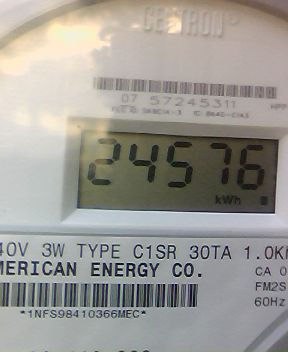 CENTRON
07 57245311
24576
kWh
40V 3W TYPE C1SR 30TA 1.0K
MERICAN ENERGY CO.
CA 0
FM2S
60Hz
*1NFS98410366MEC*